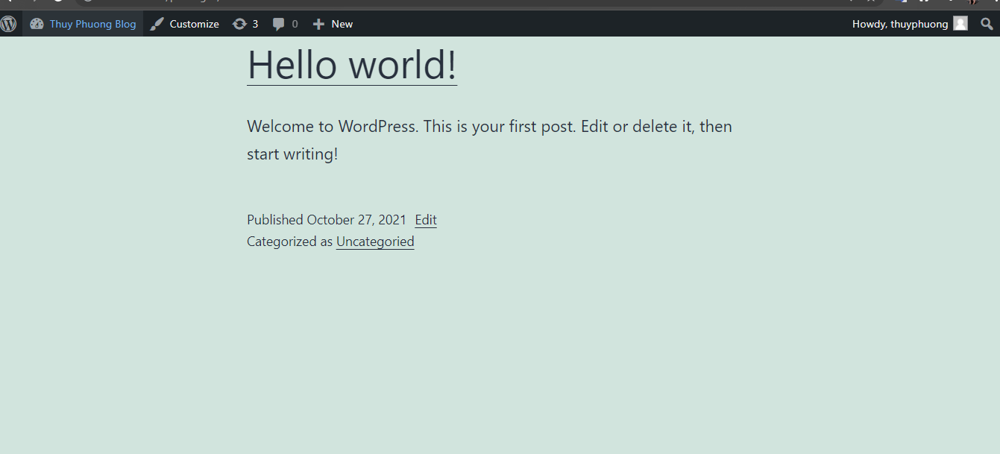 Thuy Phuong Blog Customize 3 0 New Howdy, thuyphuong
Hello world!
Welcome to WordPress. This is your first post. Edit or delete it, then
start writing!
Published October 27, 2021 Edit
Categorized as Uncategoried